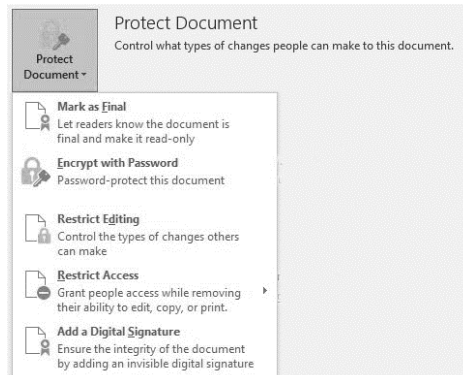 Protect Document
Control what types of changes people can make to this document.
Protect
Document
Mark as Final
Let readers know the document is
final and make it read-only
Encrypt with Password
Password-protect this document
Restrict Editing
Control the types of changes others
can make
Restrict Access
Grant people access while removing
their ability to edit, copy, or print.
Add a Digital Signature
Ensure the integrity of the document
by adding an invisible digital signature